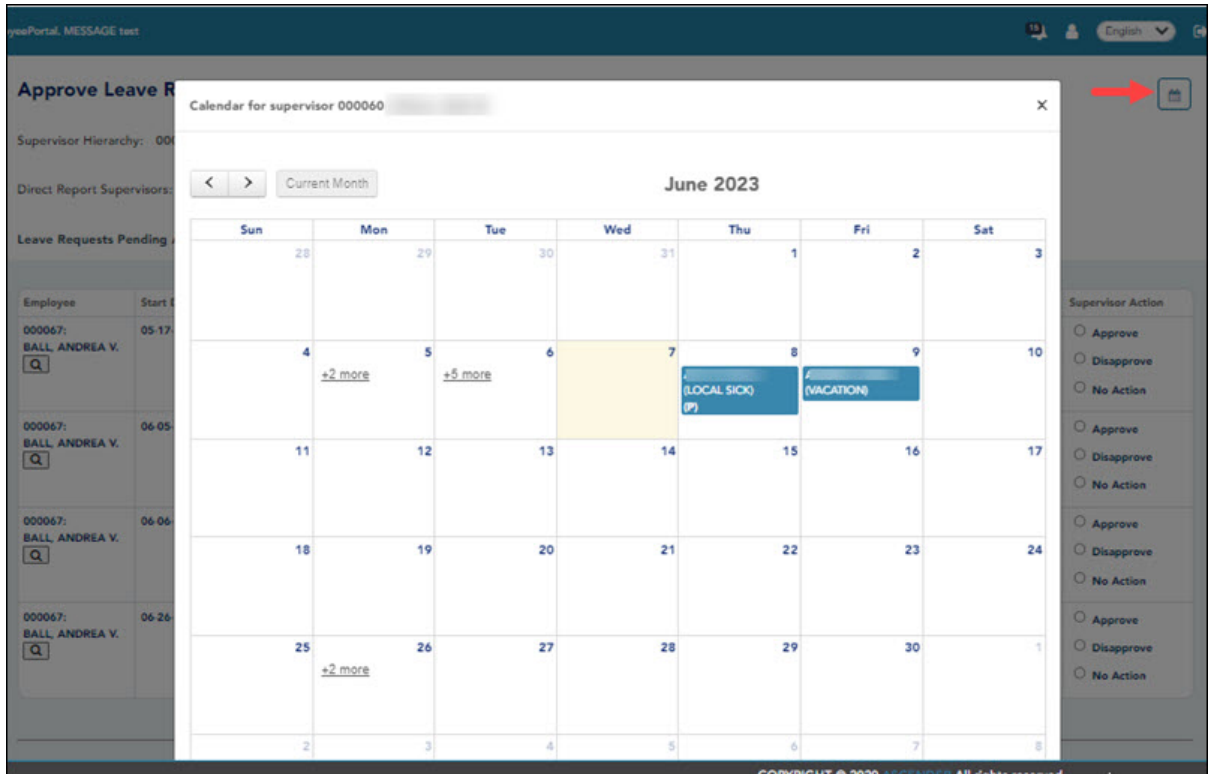 yeePortal, MESSAGE test
15
English
Approve Leave R
Calendar for supervisor 000060
×
Supervisor Hierarchy: 000
Direct Report Supervisors:
< > Current Month
June 2023
Leave Requests Pending
Sun Mon Tue Wed Thu Fri Sat
28 29 30 31 1 2 3
Employee Start D Supervisor Action
000067: 05-17-
BALL, ANDREA V.
Approve
Disapprove
No Action
4 5 6 7 8 9 10
+2 more +5 more
(LOCAL SICK)
(P)
(VACATION)
000067: 06-05-
BALL, ANDREA V.
Approve
Disapprove
No Action
11 12 13 14 15 16 17
000067: 06-06-
BALL, ANDREA V.
Approve
Disapprove
No Action
18 19 20 21 22 23 24
000067: 06-26-
BALL, ANDREA V.
Approve
Disapprove
No Action
25 26 27 28 29 30 1
+2 more
2 3 4 5 6 7 8
COPYRIGHT © 2020 ASCENDER All rights reserved